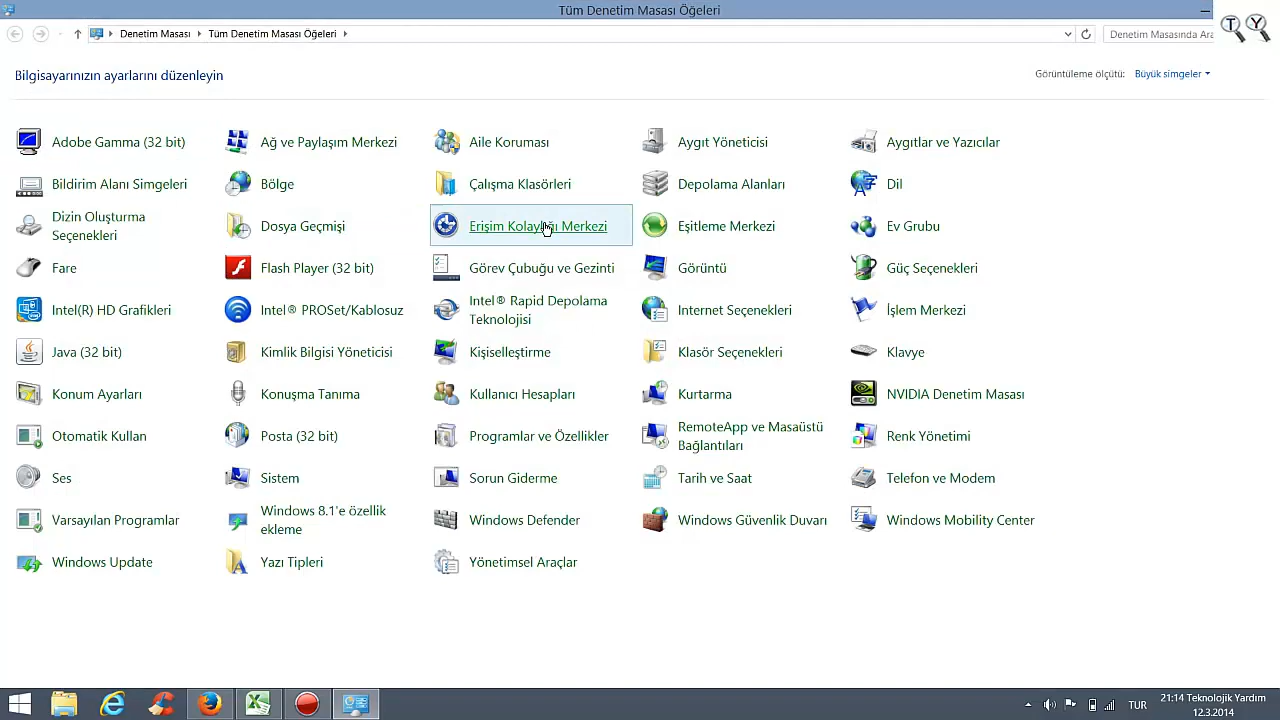 Tüm Denetim Masası Öğeleri
Denetim Masası Tüm Denetim Masası Öğeleri
Denetim Masasında Ara
T Y
Bilgisayarınızın ayarlarını düzenleyin
Görüntüleme ölçütü: Büyük simgeler
Adobe Gamma (32 bit)
Ağ ve Paylaşım Merkezi
Aile Koruması
Aygıt Yöneticisi
Aygıtlar ve Yazıcılar
Bildirim Alanı Simgeleri
Bölge
Çalışma Klasörleri
Depolama Alanları
Dil
Dizin Oluşturma
Seçenekleri
Dosya Geçmişi
Erişim Kolaylığı Merkezi
Eşitleme Merkezi
Ev Grubu
Fare
Flash Player (32 bit)
Görev Çubuğu ve Gezinti
Görüntü
Güç Seçenekleri
Intel(R) HD Grafikleri
Intel® PROSet/Kablosuz
Intel® Rapid Depolama
Teknolojisi
Internet Seçenekleri
İşlem Merkezi
Java (32 bit)
Kimlik Bilgisi Yöneticisi
Kişiselleştirme
Klasör Seçenekleri
Klavye
Konum Ayarları
Konuşma Tanıma
Kullanıcı Hesapları
Kurtarma
NVIDIA Denetim Masası
Otomatik Kullan
Posta (32 bit)
Programlar ve Özellikler
RemoteApp ve Masaüstü
Bağlantıları
Renk Yönetimi
Ses
Sistem
Sorun Giderme
Tarih ve Saat
Telefon ve Modem
Varsayılan Programlar
Windows 8.1'e özellik
ekleme
Windows Defender
Windows Güvenlik Duvarı
Windows Mobility Center
Windows Update
Yazı Tipleri
Yönetimsel Araçlar
TUR
21:14 Teknolojik Yardım
12.3.2014